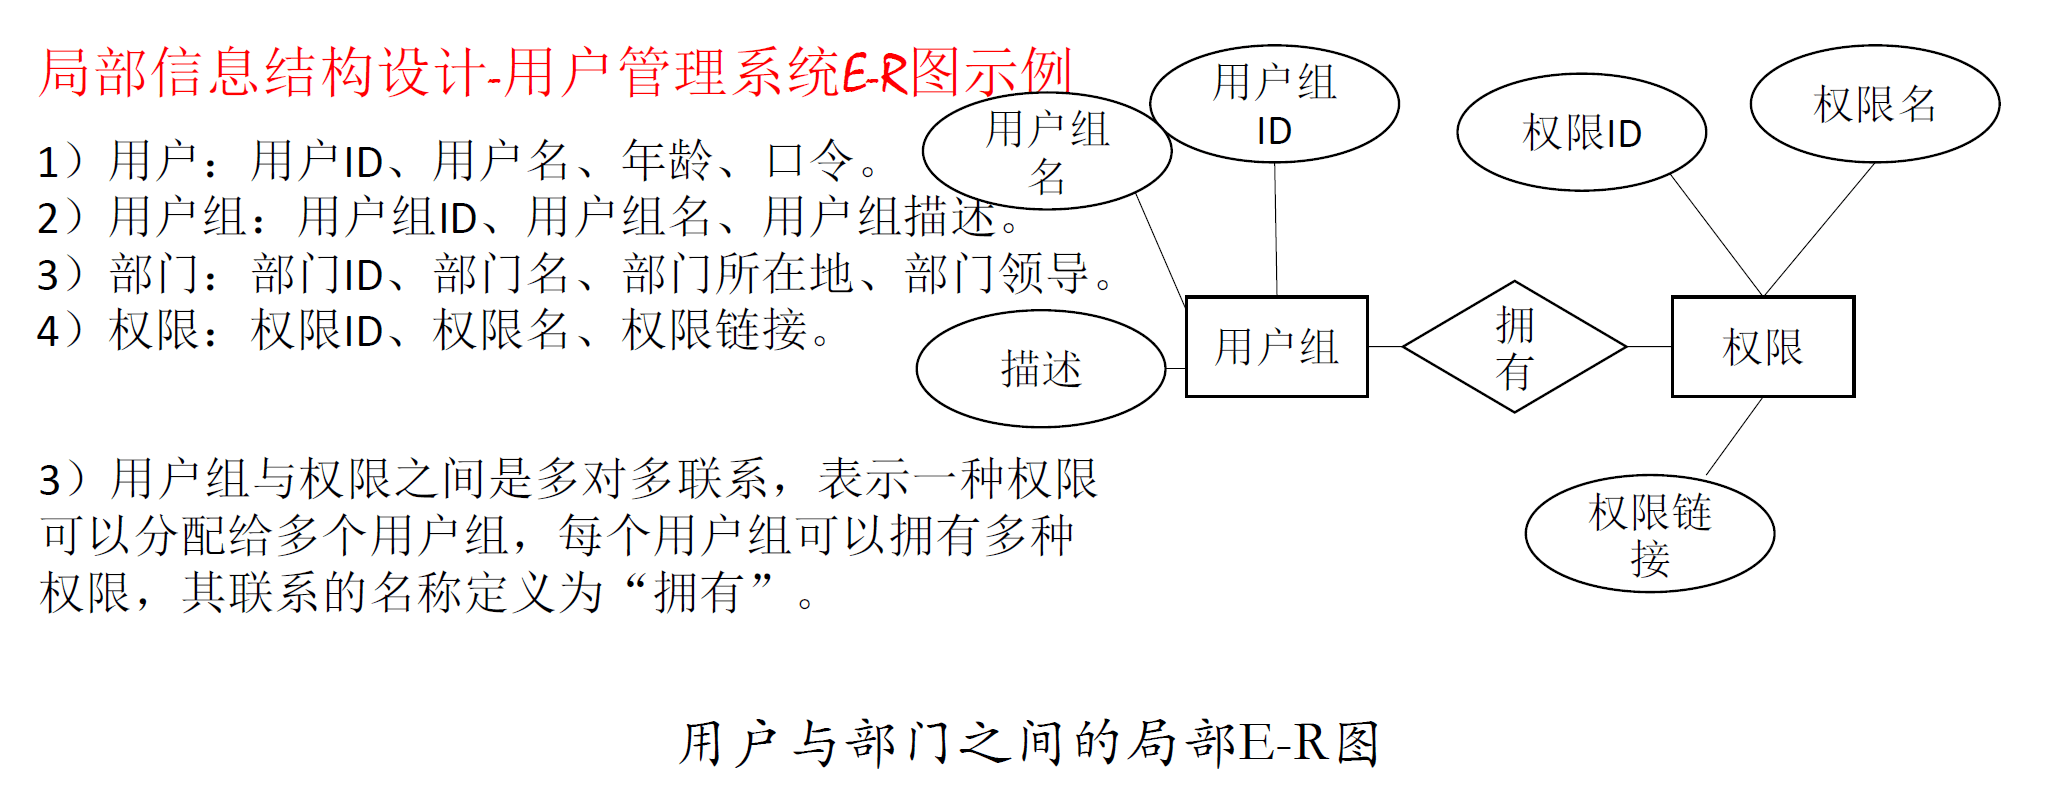 局部信息结构设计-用户管理系统E-R图示例
1）用户：用户ID、用户名、年龄、口令。
2）用户组：用户组ID、用户组名、用户组描述。
3）部门：部门ID、部门名、部门所在地、部门领导。
4）权限：权限ID、权限名、权限链接。
3）用户组与权限之间是多对多联系，表示一种权限
可以分配给多个用户组，每个用户组可以拥有多种
权限，其联系的名称定义为“拥有”。
用户组
名
用户组
ID
权限ID
权限名
描述
用户组
拥
有
权限
权限链
接
用户与部门之间的局部E-R图